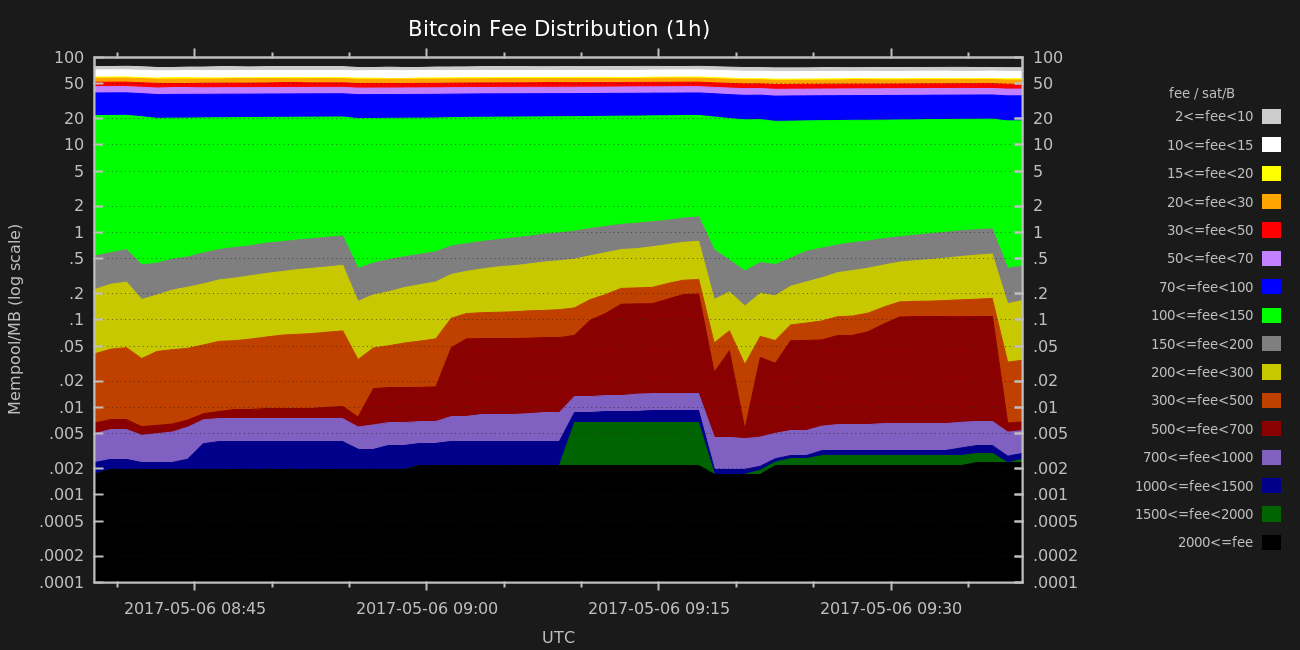 Bitcoin Fee Distribution (1h)
Mempool/MB (log scale)
100
50
20
10
5
2
1
.5
.2
.1
.05
.02
.01
.005
.002
.001
.0005
.0002
.0001
100
50
20
10
5
2
1
.5
.2
.1
.05
.02
.01
.005
.002
.001
.0005
.0002
.0001
2017-05-06 08:45
2017-05-06 09:00
2017-05-06 09:15
2017-05-06 09:30
UTC
fee / sat/B
2<=fee<10
10<=fee<15
15<=fee<20
20<=fee<30
30<=fee<50
50<=fee<70
70<=fee<100
100<=fee<150
150<=fee<200
200<=fee<300
300<=fee<500
500<=fee<700
700<=fee<1000
1000<=fee<1500
1500<=fee<2000
2000<=fee